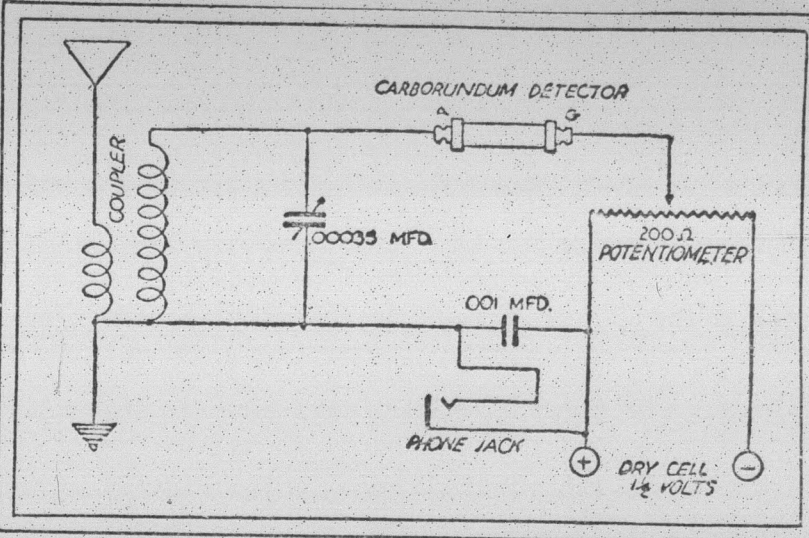 CARBORUNDUM DETECTOR
A
G
COUPLER
.00035 MFD.
200Ω
POTENTIOMETER
.001 MFD.
PHONE JACK
+
DRY CELL
1½ VOLTS
−